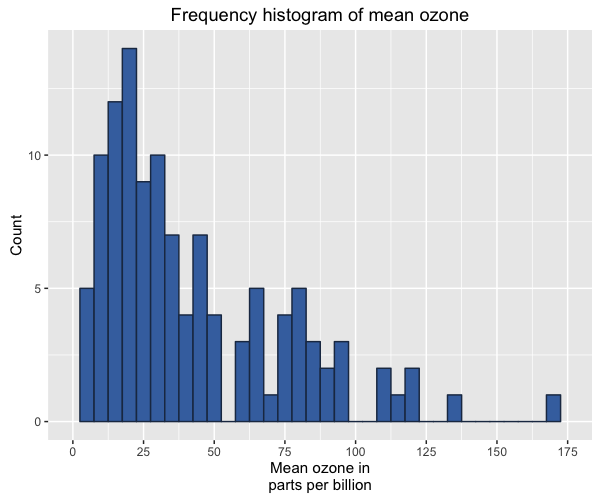 Frequency histogram of mean ozone
Count
10
5
0
0 25 50 75 100 125 150 175
Mean ozone in
parts per billion